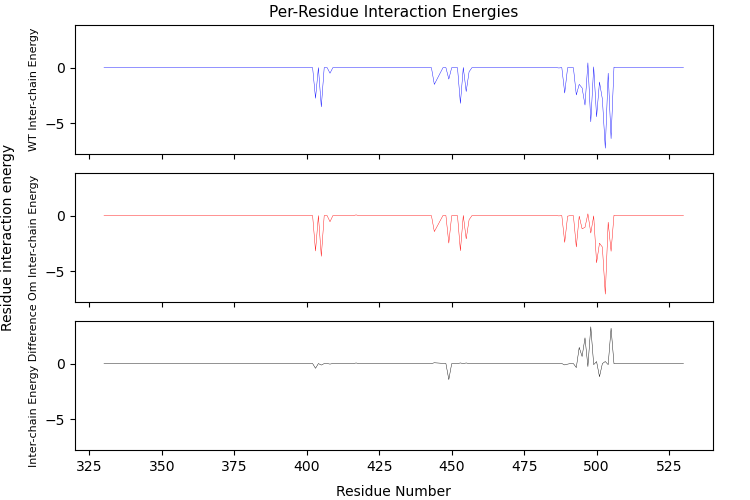 Per-Residue Interaction Energies
Residue interaction energy
WT Inter-chain Energy
0
−5
Om Inter-chain Energy
0
−5
Inter-chain Energy Difference
0
−5
325
350
375
400
425
450
475
500
525
Residue Number